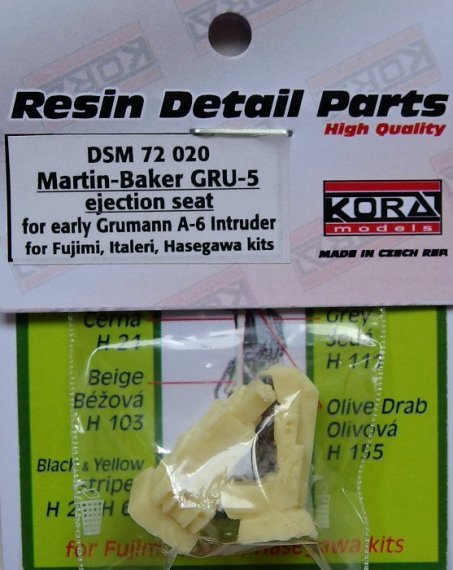 Resin Detail Parts
High Quality
DSM 72 020
Martin-Baker GRU-5
ejection seat
for early Grumann A-6 Intruder
for Fujimi, Italeri, Hasegawa kits
KORA
models
MADE IN CZECH REP
Černá
H 21
Grey
Šedá
Beige
Béžová
H 103
Olive Drab
Olivová
H 155
Black & Yellow
stripe
for Fujimi
Hasegawa kits